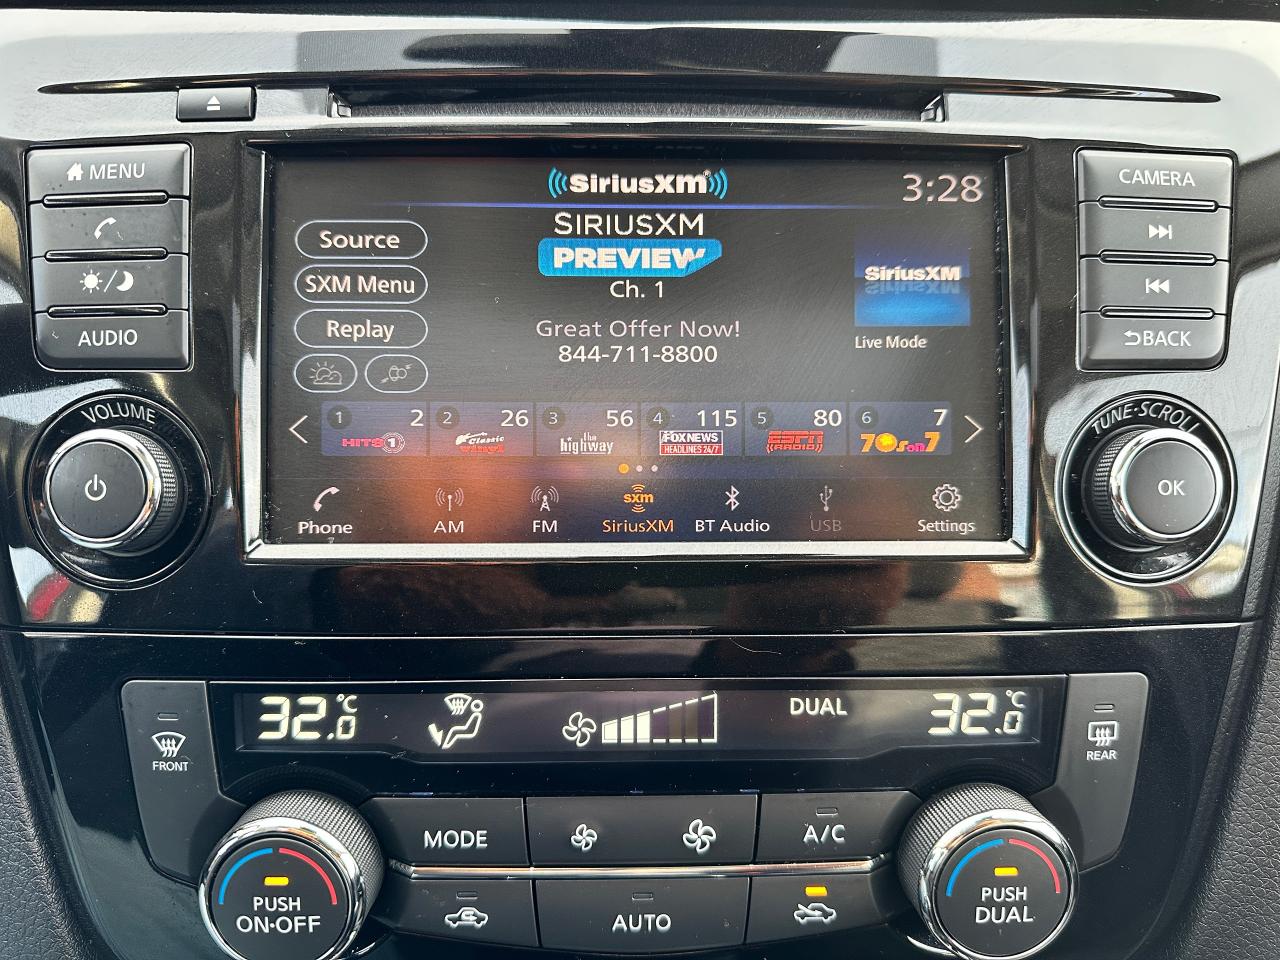 MENU
AUDIO
VOLUME
SiriusXM
3:28
SIRIUSXM
PREVIEW
Ch. 1
Great Offer Now!
844-711-8800
Source
SXM Menu
Replay
SiriusXM
Live Mode
1 2 HITS 1
2 26 Classic Vinyl
3 56 the highway
4 115 FOX NEWS HEADLINES 24/7
5 80 ESPN RADIO
6 7 70s on 7
Phone
AM
FM
sxm
SiriusXM
BT Audio
USB
Settings
CAMERA
BACK
TUNE·SCROLL
OK
32.0°C
DUAL
32.0°C
FRONT
REAR
MODE
A/C
PUSH
ON·OFF
AUTO
PUSH
DUAL